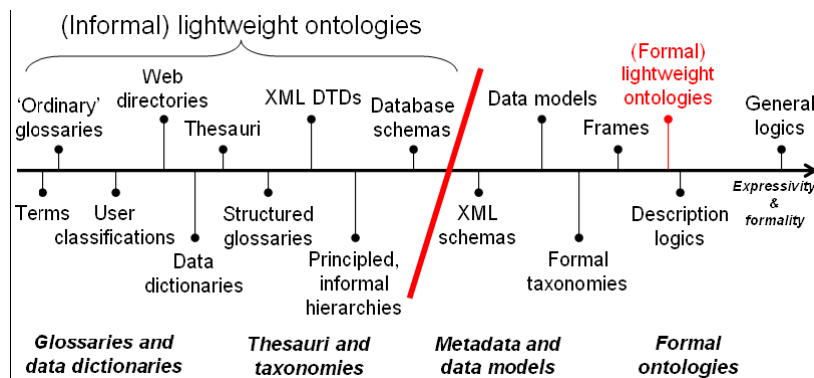 (Informal) lightweight ontologies
'Ordinary'
glossaries
Web
directories
Thesauri
XML DTDs
Database
schemas
Data models
Frames
(Formal)
lightweight
ontologies
General
logics
Terms
User
classifications
Data
dictionaries
Structured
glossaries
Principled,
informal
hierarchies
XML
schemas
Formal
taxonomies
Description
logics
Expressivity
&
formality
Glossaries and
data dictionaries
Thesauri and
taxonomies
Metadata and
data models
Formal
ontologies